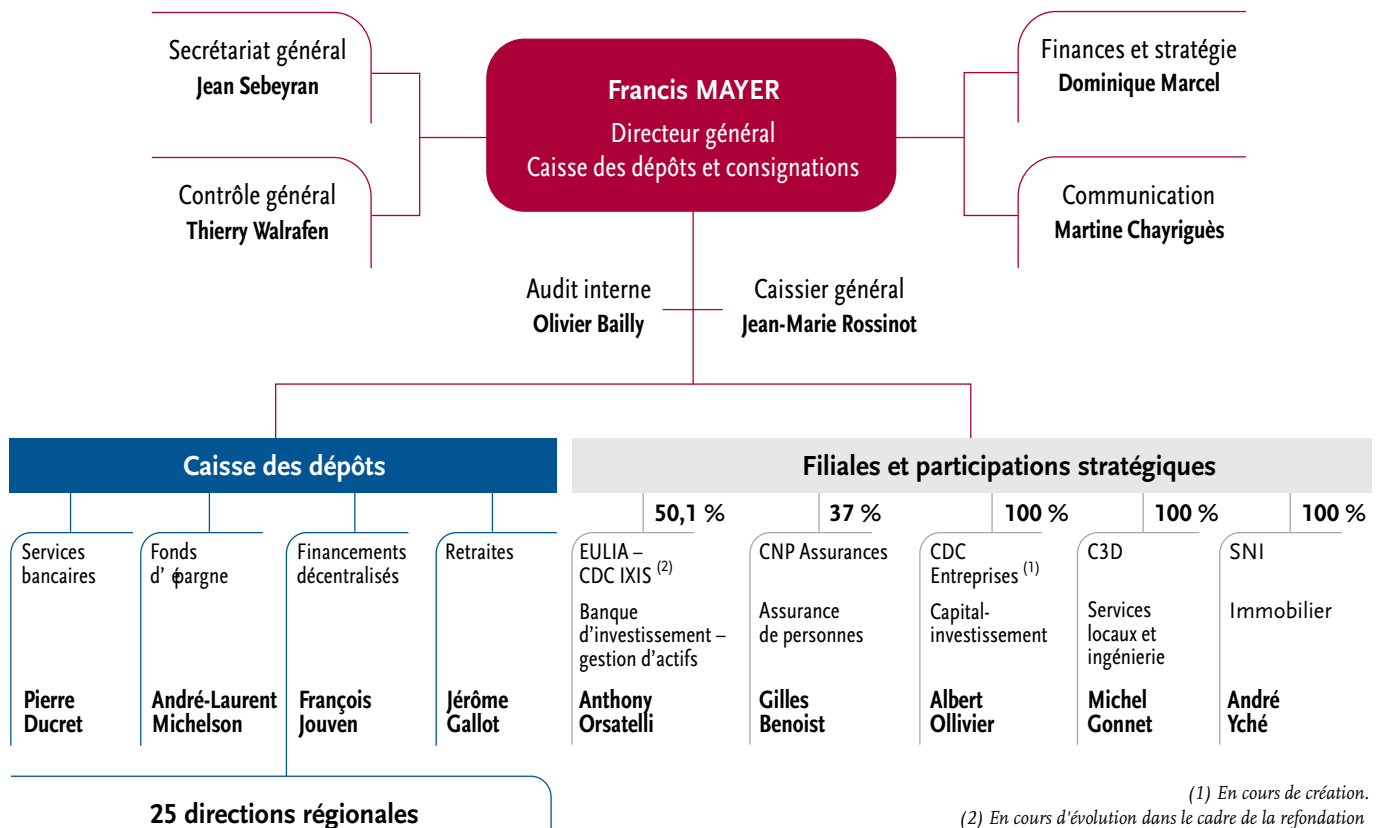 Secrétariat général
Jean Sebeyran
Francis MAYER
Directeur général
Caisse des dépôts et consignations
Finances et stratégie
Dominique Marcel
Contrôle général
Thierry Walrafen
Communication
Martine Chayriguès
Audit interne
Olivier Bailly
Caissier général
Jean-Marie Rossinot
Caisse des dépôts
Services
bancaires
Pierre
Ducret
Fonds
d' épargne
André-Laurent
Michelson
Financements
décentralisés
François
Jouven
Retraites
Jérôme
Gallot
25 directions régionales
Filiales et participations stratégiques
50,1 %
EULIA –
CDC IXIS (2)
Banque
d'investissement –
gestion d'actifs
Anthony
Orsatelli
37 %
CNP Assurances
Assurance
de personnes
Gilles
Benoist
100 %
CDC
Entreprises (1)
Capital-
investissement
Albert
Ollivier
100 %
C3D
Services
locaux et
ingénierie
Michel
Gonnet
100 %
SNI
Immobilier
André
Yché
(1) En cours de création.
(2) En cours d'évolution dans le cadre de la refondation